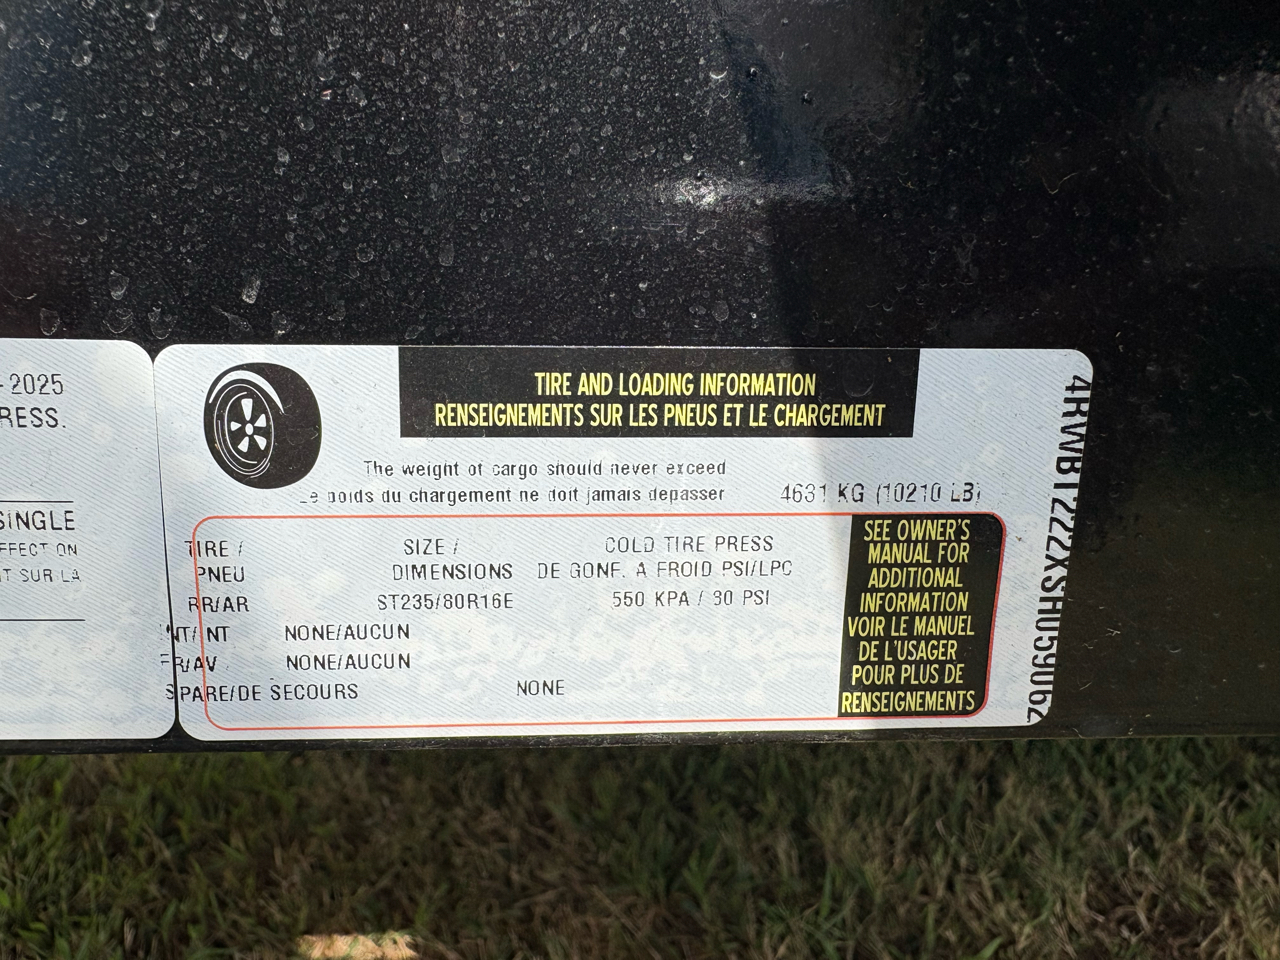 - 2025
RESS.
SINGLE
FFECT ON
T SUR LA
TIRE AND LOADING INFORMATION
RENSEIGNEMENTS SUR LES PNEUS ET LE CHARGEMENT
The weight of cargo should never exceed
Le poids du chargement ne doit jamais depasser 4631 KG (10210 LB)
TIRE / SIZE / COLD TIRE PRESS
PNEU DIMENSIONS DE GONF. A FROID PSI/LPC
RR/AR ST235/80R16E 550 KPA / 30 PSI
INT/INT NONE/AUCUN
FR/AV NONE/AUCUN
SPARE/DE SECOURS NONE
SEE OWNER'S
MANUAL FOR
ADDITIONAL
INFORMATION
VOIR LE MANUEL
DE L'USAGER
POUR PLUS DE
RENSEIGNEMENTS